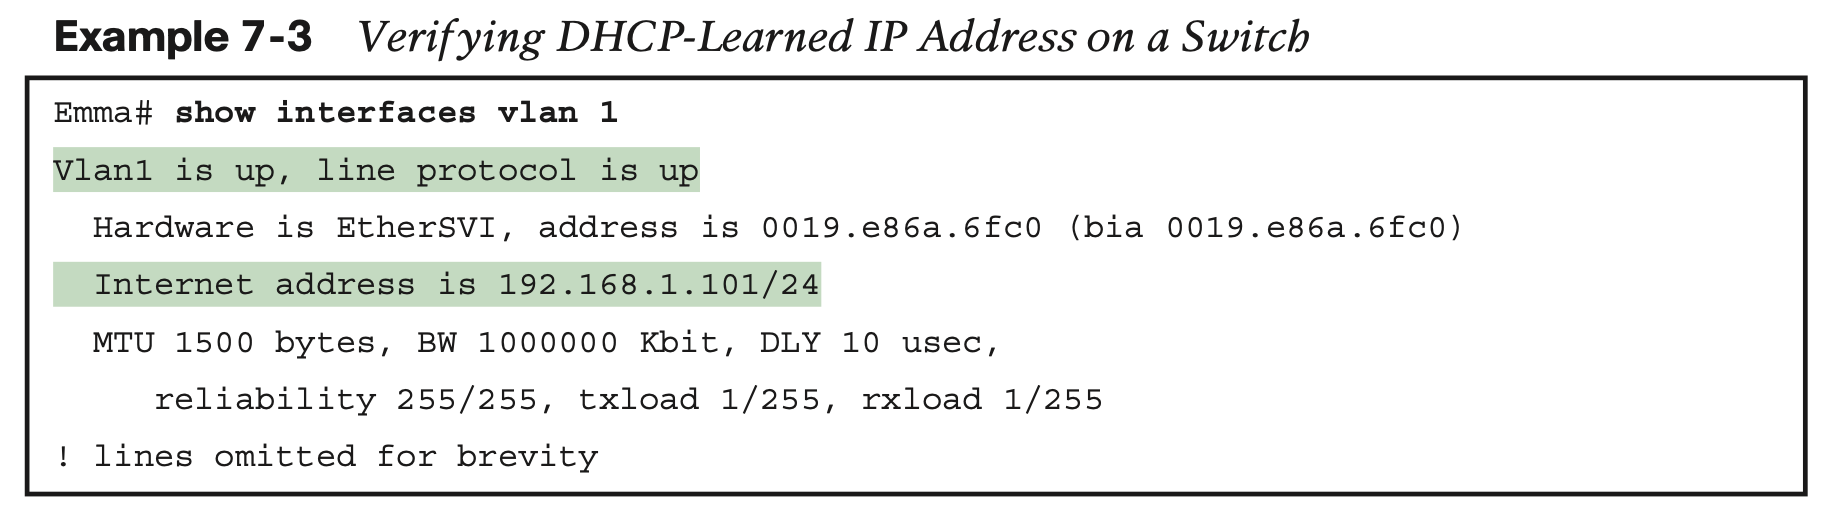 Example 7-3 Verifying DHCP-Learned IP Address on a Switch
Emma# show interfaces vlan 1
Vlan1 is up, line protocol is up
Hardware is EtherSVI, address is 0019.e86a.6fc0 (bia 0019.e86a.6fc0)
Internet address is 192.168.1.101/24
MTU 1500 bytes, BW 1000000 Kbit, DLY 10 usec,
reliability 255/255, txload 1/255, rxload 1/255
! lines omitted for brevity